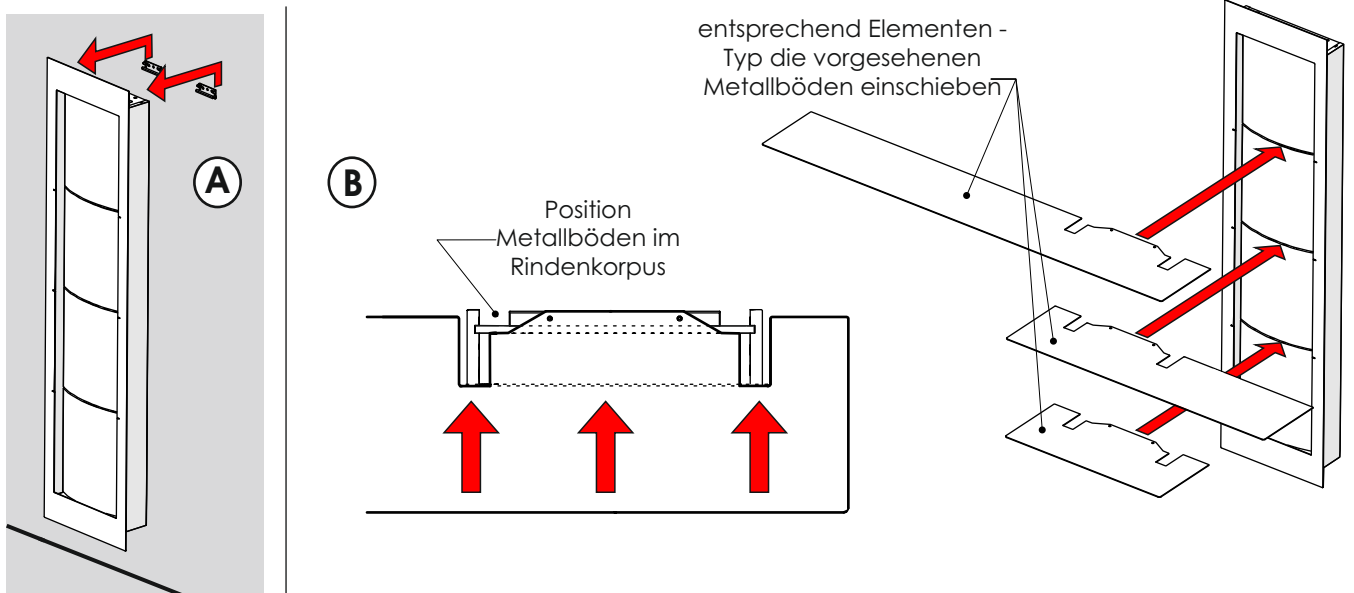 entsprechend Elementen -
Typ die vorgesehenen
Metallböden einschieben
A
B
Position
Metallböden im
Rindenkorpus